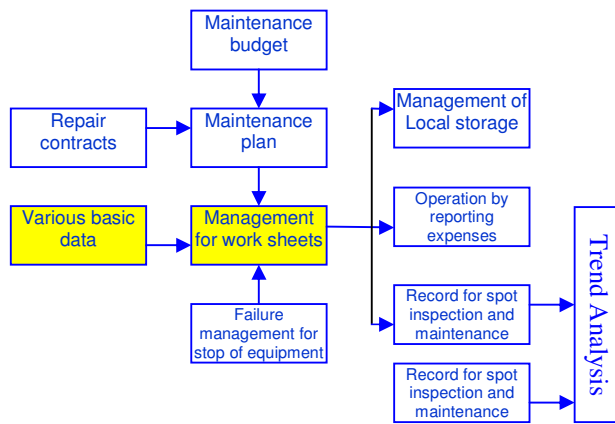 Maintenance
budget
Repair
contracts
Maintenance
plan
Management of
Local storage
Various basic
data
Management
for work sheets
Operation by
reporting
expenses
Failure
management for
stop of equipment
Record for spot
inspection and
maintenance
Record for spot
inspection and
maintenance
Trend Analysis